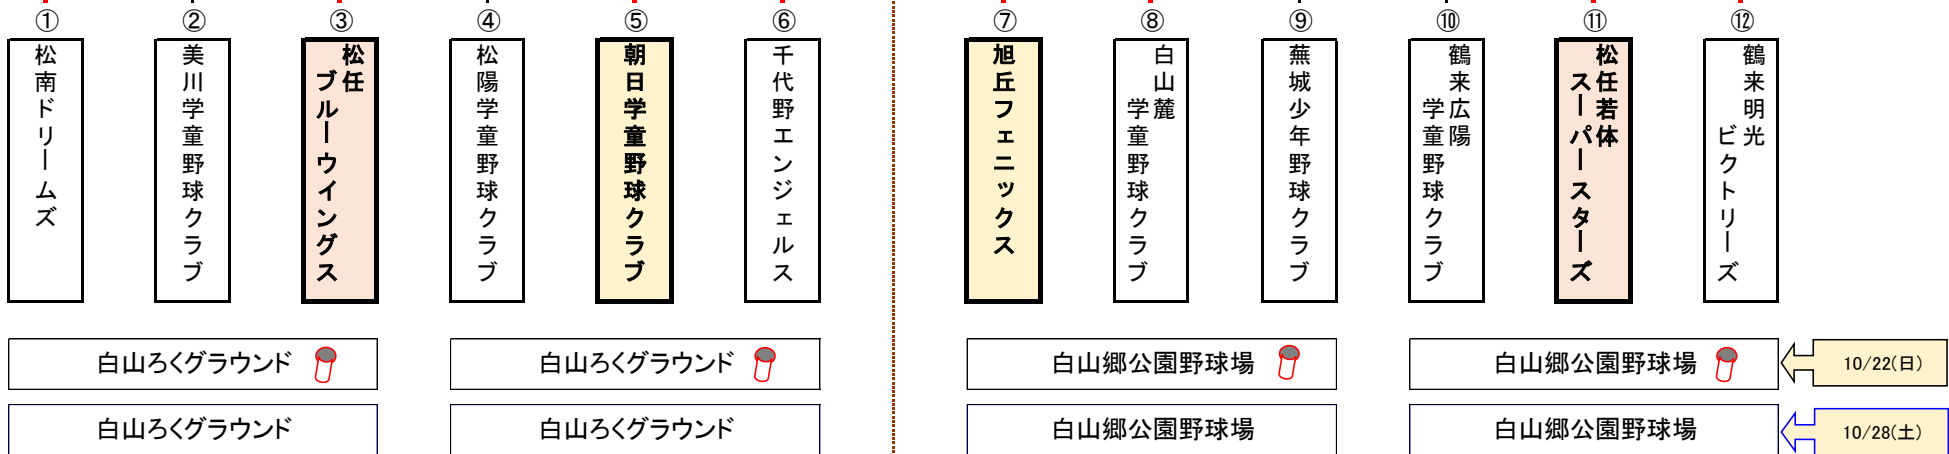 ①
②
③
④
⑤
⑥
⑦
⑧
⑨
⑩
⑪
⑫
松南ドリームズ
美川学童野球クラブ
松任
ブルーウイングス
松陽学童野球クラブ
朝日学童野球クラブ
千代野エンジェルス
旭丘フェニックス
白山麓
学童野球クラブ
蕪城少年野球クラブ
鶴来広陽
学童野球クラブ
松任若体
スーパースターズ
鶴来明光
ビクトリーズ
白山ろくグラウンド
白山ろくグラウンド
白山郷公園野球場
白山郷公園野球場
10/22(日)
白山ろくグラウンド
白山ろくグラウンド
白山郷公園野球場
白山郷公園野球場
10/28(土)